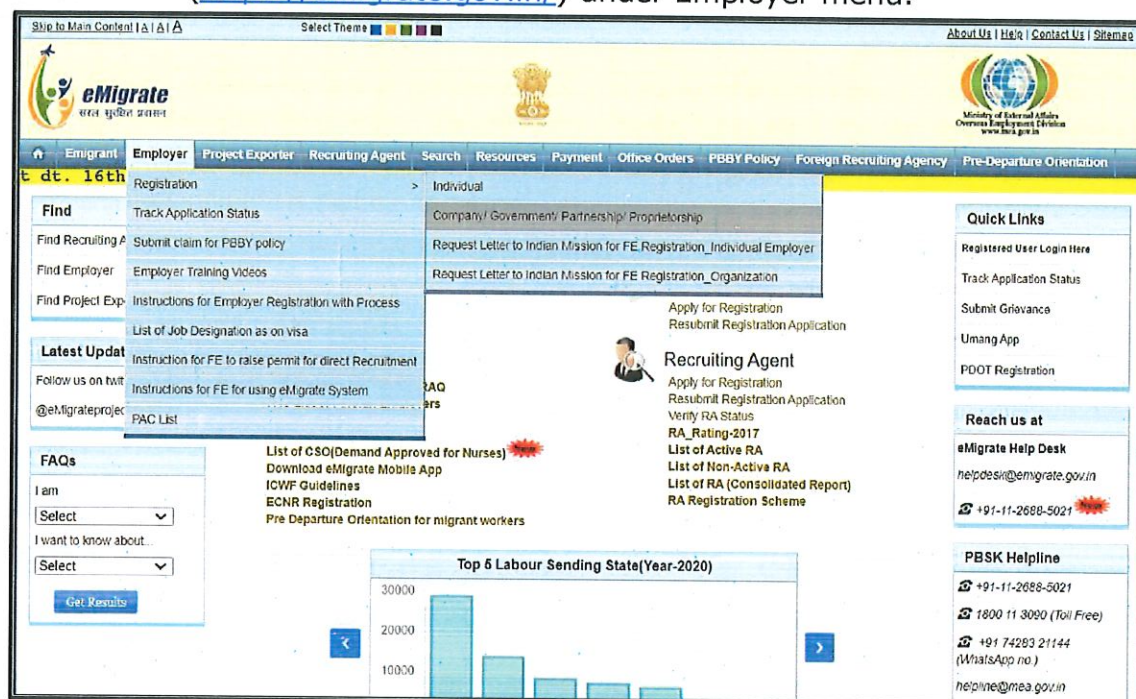 under Employer menu.
Skip to Main Content | A | A | A
Select Theme
About Us | Help | Contact Us | Sitemap
eMigrate
सरल सुरक्षित प्रवासन
Ministry of External Affairs
Overseas Employment Division
www.mea.gov.in
Emigrant Employer Project Exporter Recruiting Agent Search Resources Payment Office Orders PBBY Policy Foreign Recruiting Agency Pre-Departure Orientation
t dt. 16th
Registration >
Track Application Status
Submit claim for PBBY policy
Employer Training Videos
Instructions for Employer Registration with Process
List of Job Designation as on visa
Instruction for FE to raise permit for direct Recruitment
Instructions for FE for using eMigrate System
PAC List
Individual
Company/ Government/ Partnership/ Proprietorship
Request Letter to Indian Mission for FE Registration_Individual Employer
Request Letter to Indian Mission for FE Registration_Organization
Find
Find Recruiting A
Find Employer
Find Project Exp
Latest Updat
Follow us on twit
@eMigrateprojec
FAQs
I am
Select
I want to know about...
Select
Get Results
RAQ
ers
List of CSO(Demand Approved for Nurses)
Download eMigrate Mobile App
ICWF Guidelines
ECNR Registration
Pre Departure Orientation for migrant workers
Apply for Registration
Resubmit Registration Application
Recruiting Agent
Apply for Registration
Resubmit Registration Application
Verify RA Status
RA_Rating-2017
List of Active RA
List of Non-Active RA
List of RA (Consolidated Report)
RA Registration Scheme
Top 5 Labour Sending State(Year-2020)
30000
20000
10000
Quick Links
Registered User Login Here
Track Application Status
Submit Grievance
Umang App
PDOT Registration
Reach us at
eMigrate Help Desk
helpdesk@emigrate.gov.in
+91-11-2688-5021
PBSK Helpline
+91-11-2688-5021
1800 11 3090 (Toll Free)
+91 74283 21144
(WhatsApp no.)
helpline@mea.gov.in